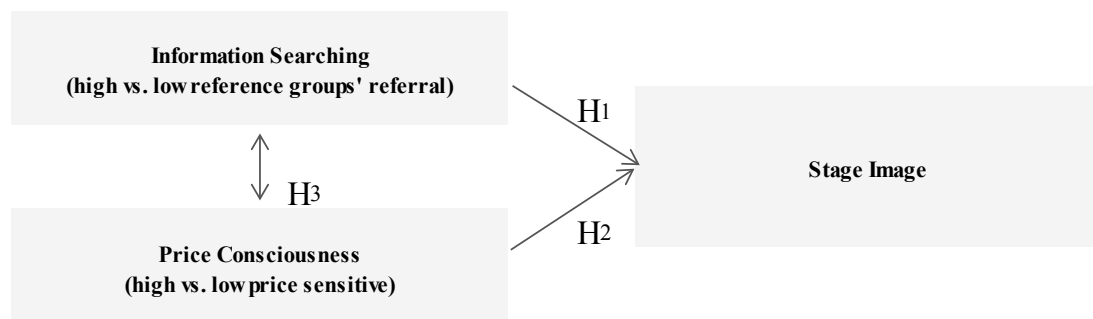 Information Searching
(high vs. low reference groups' referral)
H1
Stage Image
H3
H2
Price Consciousness
(high vs. low price sensitive)